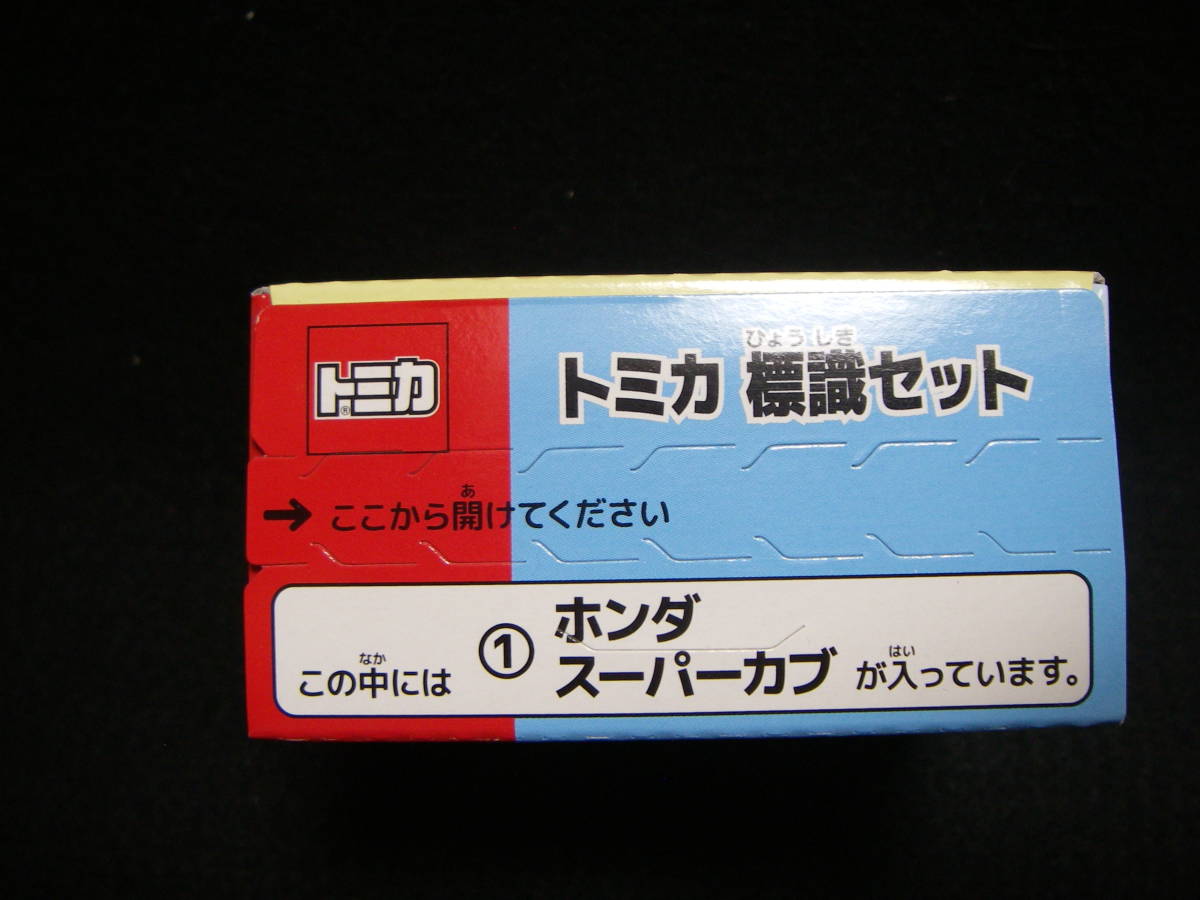 トミカ®
ひょう しき
トミカ 標識セット
あ
→ ここから開けてください
なか
この中には ① ホンダ
スーパーカブ
はい
が入っています。